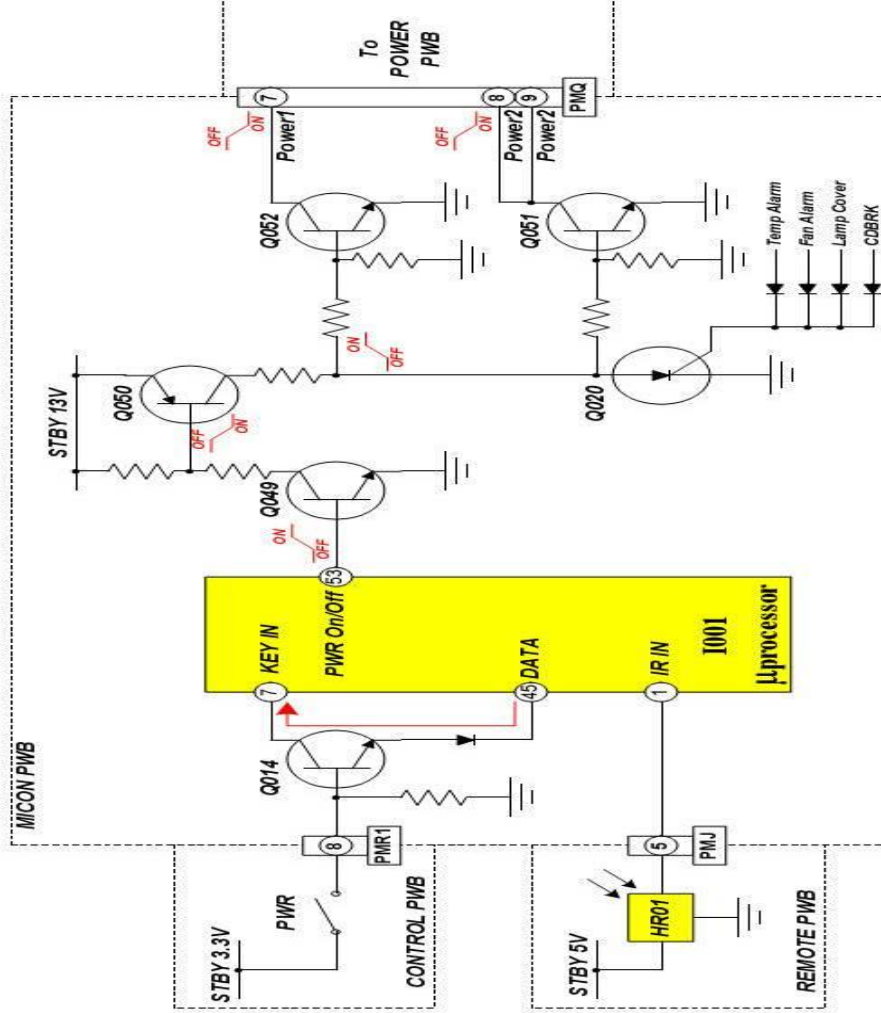 MICON PWB
STBY 3.3V
PWR
CONTROL PWB
8
PMR1
Q014
7
KEY IN
PWR On/Off
53
45
DATA
1
IR IN
I001
µprocessor
STBY 5V
HR01
REMOTE PWB
5
PMJ
ON
OFF
Q049
STBY 13V
OFF
ON
Q050
ON
OFF
Q052
OFF
ON
Power1
7
To
POWER
PWB
Q051
OFF
ON
Power2
8
Power2
9
PMQ
Q020
Temp Alarm
Fan Alarm
Lamp Cover
CDBRK